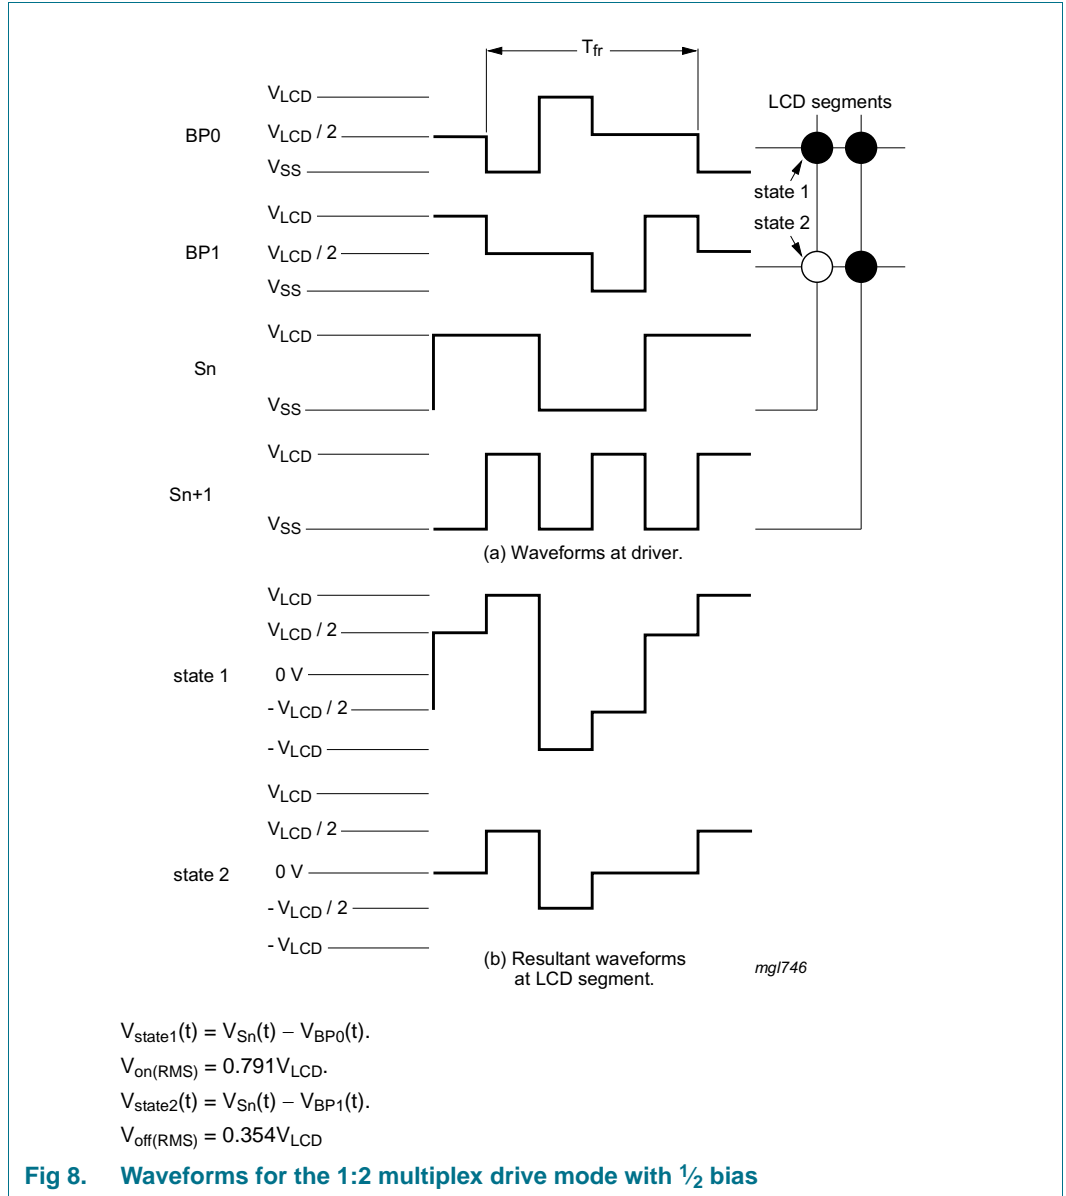 Tfr
VLCD
BP0
VLCD / 2
VSS
LCD segments
state 1
state 2
VLCD
BP1
VLCD / 2
VSS
VLCD
Sn
VSS
VLCD
Sn+1
VSS
(a) Waveforms at driver.
VLCD
VLCD / 2
state 1
0 V
- VLCD / 2
- VLCD
VLCD
VLCD / 2
state 2
0 V
- VLCD / 2
- VLCD
(b) Resultant waveforms
at LCD segment.
mgl746
Vstate1(t) = VSn(t) − VBP0(t).
Von(RMS) = 0.791VLCD.
Vstate2(t) = VSn(t) − VBP1(t).
Voff(RMS) = 0.354VLCD
Fig 8. Waveforms for the 1:2 multiplex drive mode with 1⁄2 bias